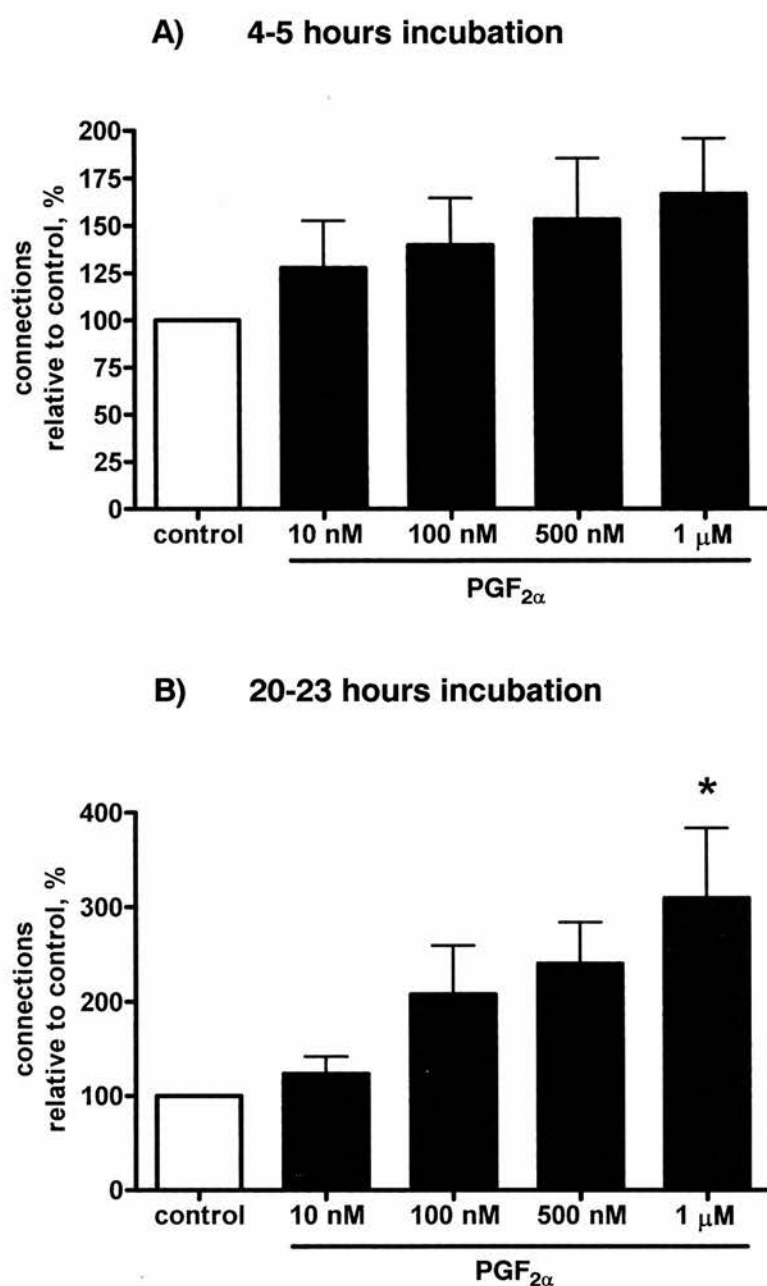 A) 4-5 hours incubation
connections
relative to control, %
200
175
150
125
100
75
50
25
0
control 10 nM 100 nM 500 nM 1 μM
PGF2α
B) 20-23 hours incubation
*
connections
relative to control, %
400
300
200
100
0
control 10 nM 100 nM 500 nM 1 μM
PGF2α